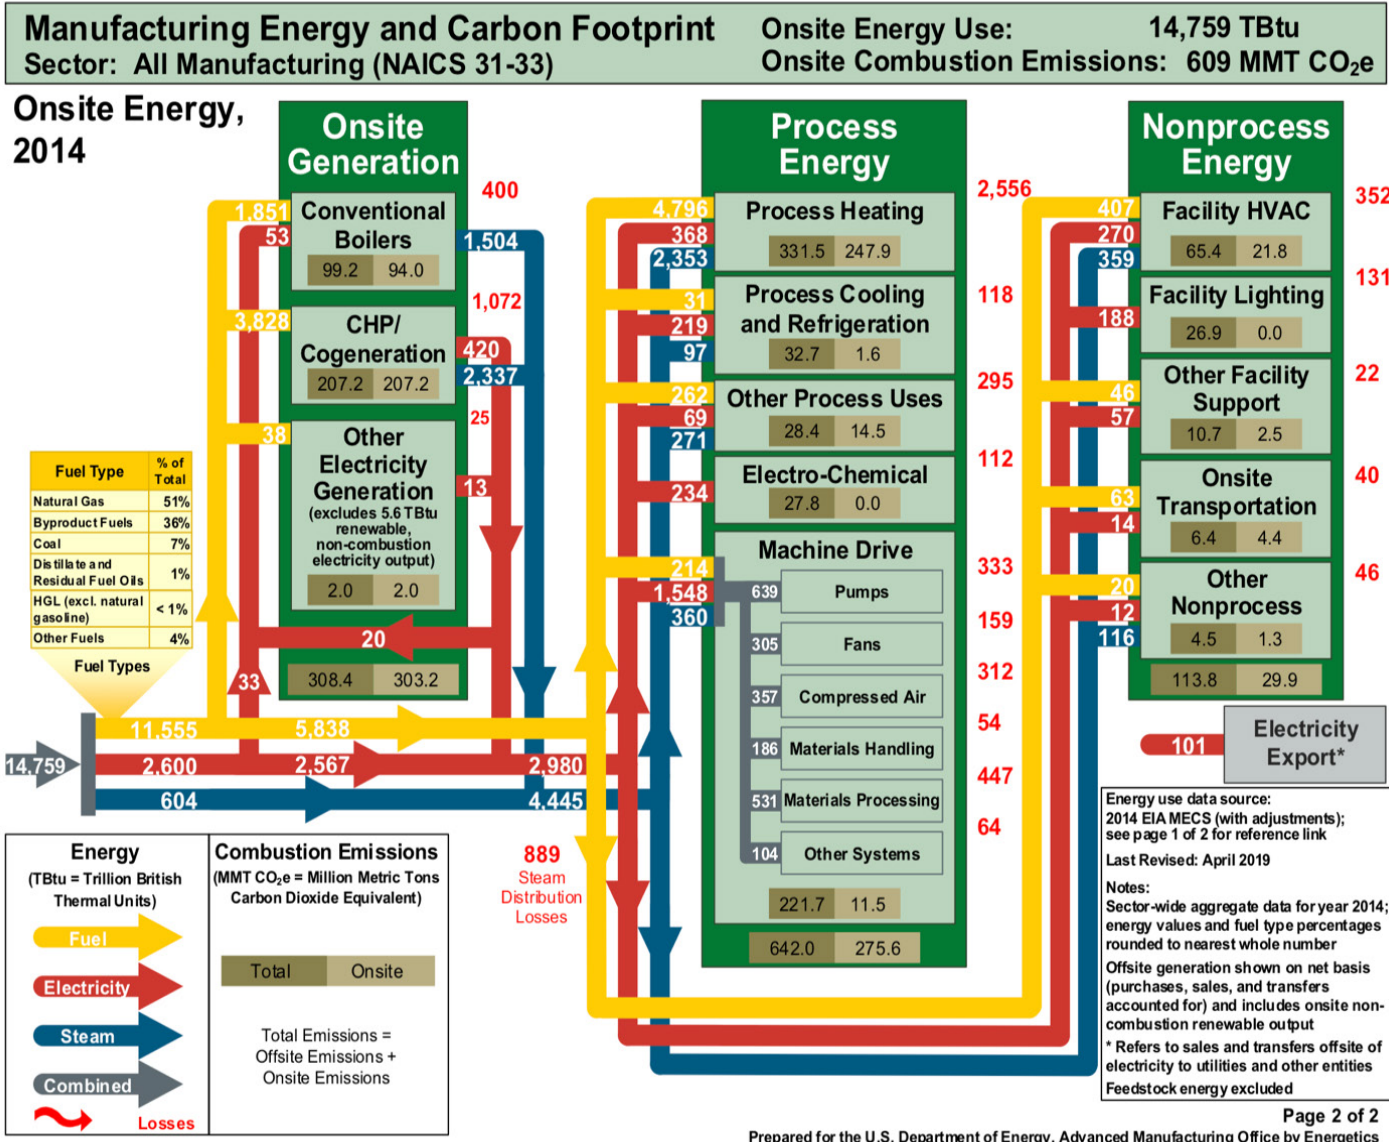 Manufacturing Energy and Carbon Footprint
Sector: All Manufacturing (NAICS 31-33)
Onsite Energy Use: 14,759 TBtu
Onsite Combustion Emissions: 609 MMT CO₂e
Onsite Energy,
2014
Onsite
Generation
400
1,851
53
Conventional
Boilers
99.2 94.0
1,504
1,072
3,828
CHP/
Cogeneration
207.2 207.2
420
2,337
25
38
Other
Electricity
Generation
(excludes 5.6 TBtu
renewable,
non-combustion
electricity output)
2.0 2.0
13
20
33
308.4 303.2
Fuel Type % of
Total
Natural Gas 51%
Byproduct Fuels 36%
Coal 7%
Distillate and
Residual Fuel Oils 1%
HGL (excl. natural
gasoline) < 1%
Other Fuels 4%
Fuel Types
14,759
11,555 5,838
2,600 2,567 2,980
604 4,445
889
Steam
Distribution
Losses
Process
Energy
2,556
4,796
368
2,353
Process Heating
331.5 247.9
118
31
219
97
Process Cooling
and Refrigeration
32.7 1.6
295
262
69
271
Other Process Uses
28.4 14.5
112
234
Electro-Chemical
27.8 0.0
Machine Drive
214
1,548
360
333
639 Pumps
159
305 Fans
312
357 Compressed Air
54
186 Materials Handling
447
531 Materials Processing
64
104 Other Systems
221.7 11.5
642.0 275.6
Nonprocess
Energy
352
407
270
359
Facility HVAC
65.4 21.8
131
188
Facility Lighting
26.9 0.0
22
46
57
Other Facility
Support
10.7 2.5
40
63
14
Onsite
Transportation
6.4 4.4
46
20
12
116
Other
Nonprocess
4.5 1.3
113.8 29.9
101
Electricity
Export*
Energy
(TBtu = Trillion British
Thermal Units)
Fuel
Electricity
Steam
Combined
Losses
Combustion Emissions
(MMT CO₂e = Million Metric Tons
Carbon Dioxide Equivalent)
Total Onsite
Total Emissions =
Offsite Emissions +
Onsite Emissions
Energy use data source:
2014 EIA MECS (with adjustments);
see page 1 of 2 for reference link
Last Revised: April 2019
Notes:
Sector-wide aggregate data for year 2014;
energy values and fuel type percentages
rounded to nearest whole number
Offsite generation shown on net basis
(purchases, sales, and transfers
accounted for) and includes onsite non-
combustion renewable output
* Refers to sales and transfers offsite of
electricity to utilities and other entities
Feedstock energy excluded
Page 2 of 2
Prepared for the U.S. Department of Energy, Advanced Manufacturing Office by Energetics